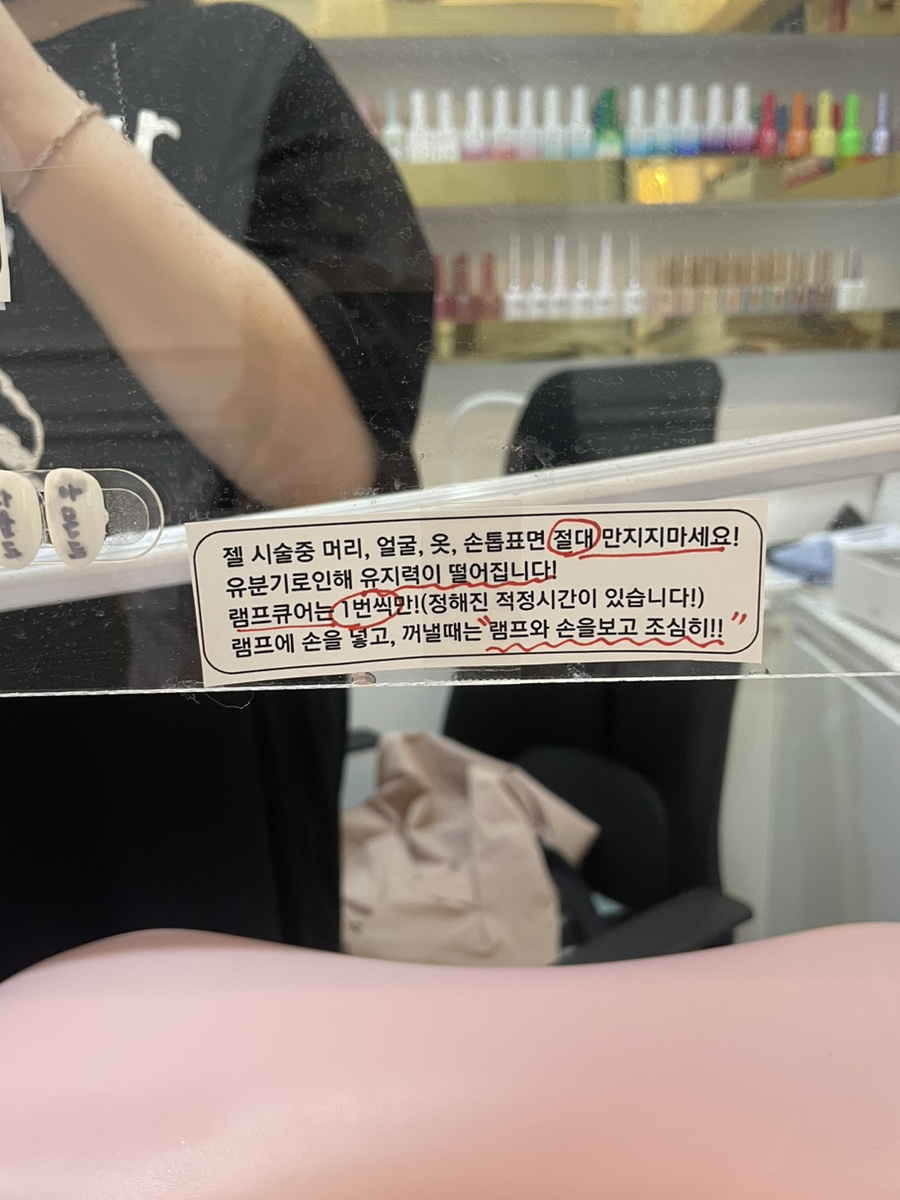 젤 시술중 머리, 얼굴, 옷, 손톱표면 절대 만지지마세요!
유분기로인해 유지력이 떨어집니다!
램프큐어는 1번씩만!(정해진 적정시간이 있습니다!)
램프에 손을 넣고, 꺼낼때는 "램프와 손을보고 조심히!!"